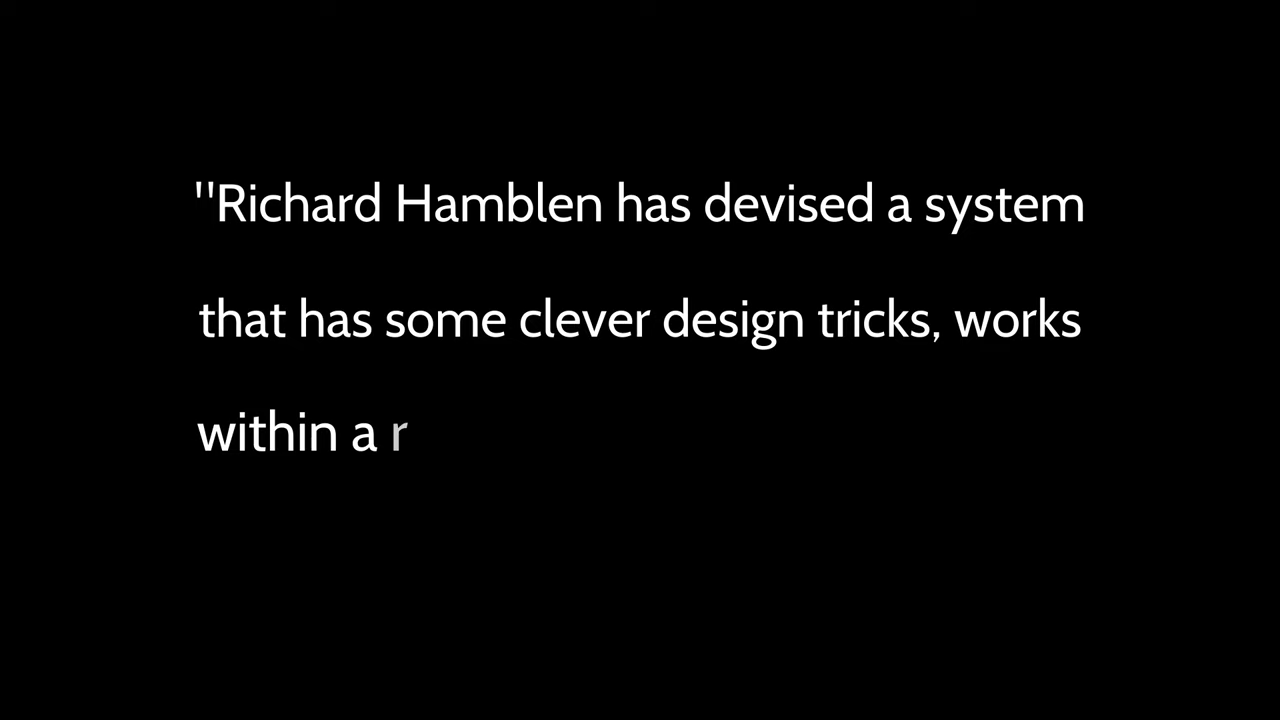 "Richard Hamblen has devised a system
that has some clever design tricks, works
within a r